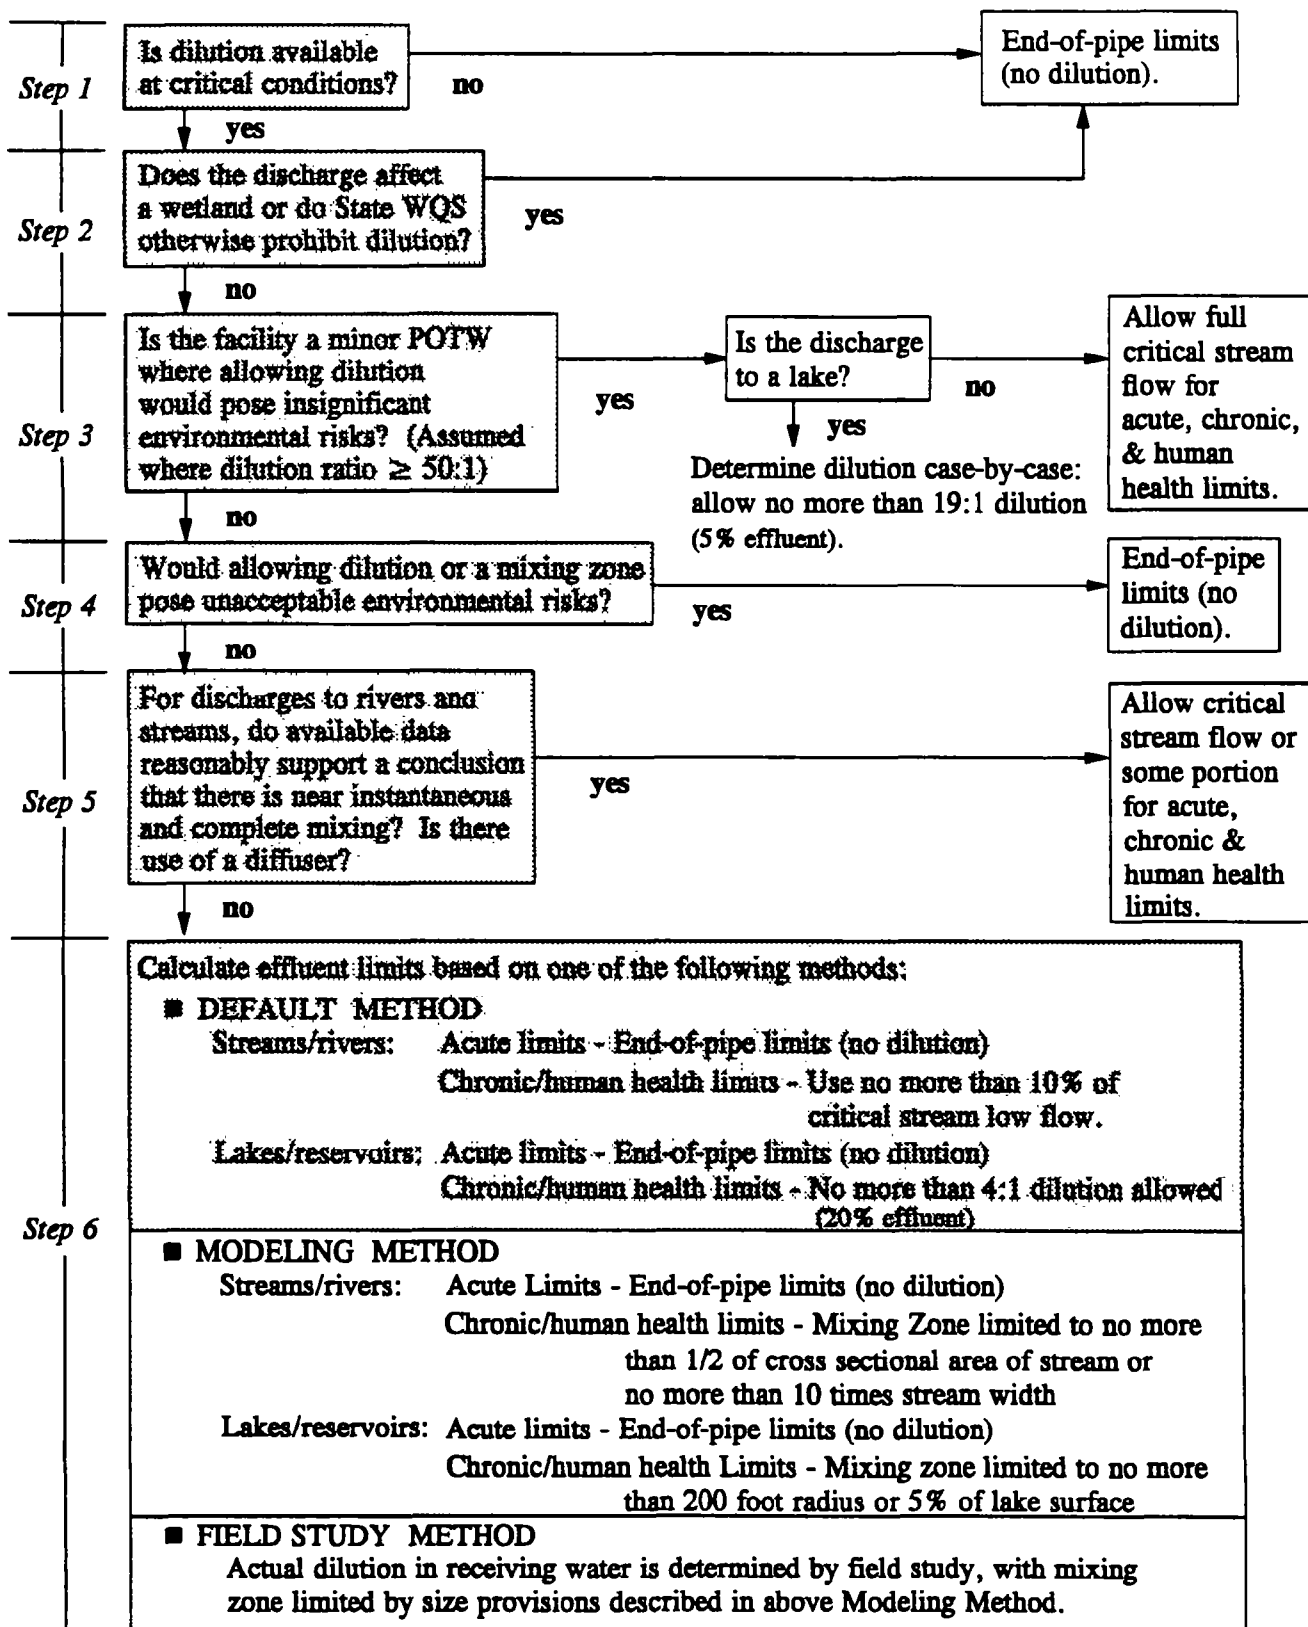 Step 1
Is dilution available
at critical conditions?
no
yes
End-of-pipe limits
(no dilution).
Step 2
Does the discharge affect
a wetland or do State WQS
otherwise prohibit dilution?
yes
no
Step 3
Is the facility a minor POTW
where allowing dilution
would pose insignificant
environmental risks? (Assumed
where dilution ratio ≥ 50:1)
yes
no
Is the discharge
to a lake?
no
yes
Determine dilution case-by-case:
allow no more than 19:1 dilution
(5% effluent).
Allow full
critical stream
flow for
acute, chronic,
& human
health limits.
Step 4
Would allowing dilution or a mixing zone
pose unacceptable environmental risks?
yes
no
End-of-pipe
limits (no
dilution).
Step 5
For discharges to rivers and
streams, do available data
reasonably support a conclusion
that there is near instantaneous
and complete mixing? Is there
use of a diffuser?
yes
no
Allow critical
stream flow or
some portion
for acute,
chronic &
human health
limits.
Step 6
Calculate effluent limits based on one of the following methods:
■ DEFAULT METHOD
Streams/rivers: Acute limits - End-of-pipe limits (no dilution)
Chronic/human health limits - Use no more than 10% of
critical stream low flow.
Lakes/reservoirs: Acute limits - End-of-pipe limits (no dilution)
Chronic/human health limits - No more than 4:1 dilution allowed
(20% effluent)
■ MODELING METHOD
Streams/rivers: Acute Limits - End-of-pipe limits (no dilution)
Chronic/human health limits - Mixing Zone limited to no more
than 1/2 of cross sectional area of stream or
no more than 10 times stream width
Lakes/reservoirs: Acute limits - End-of-pipe limits (no dilution)
Chronic/human health Limits - Mixing zone limited to no more
than 200 foot radius or 5% of lake surface
■ FIELD STUDY METHOD
Actual dilution in receiving water is determined by field study, with mixing
zone limited by size provisions described in above Modeling Method.